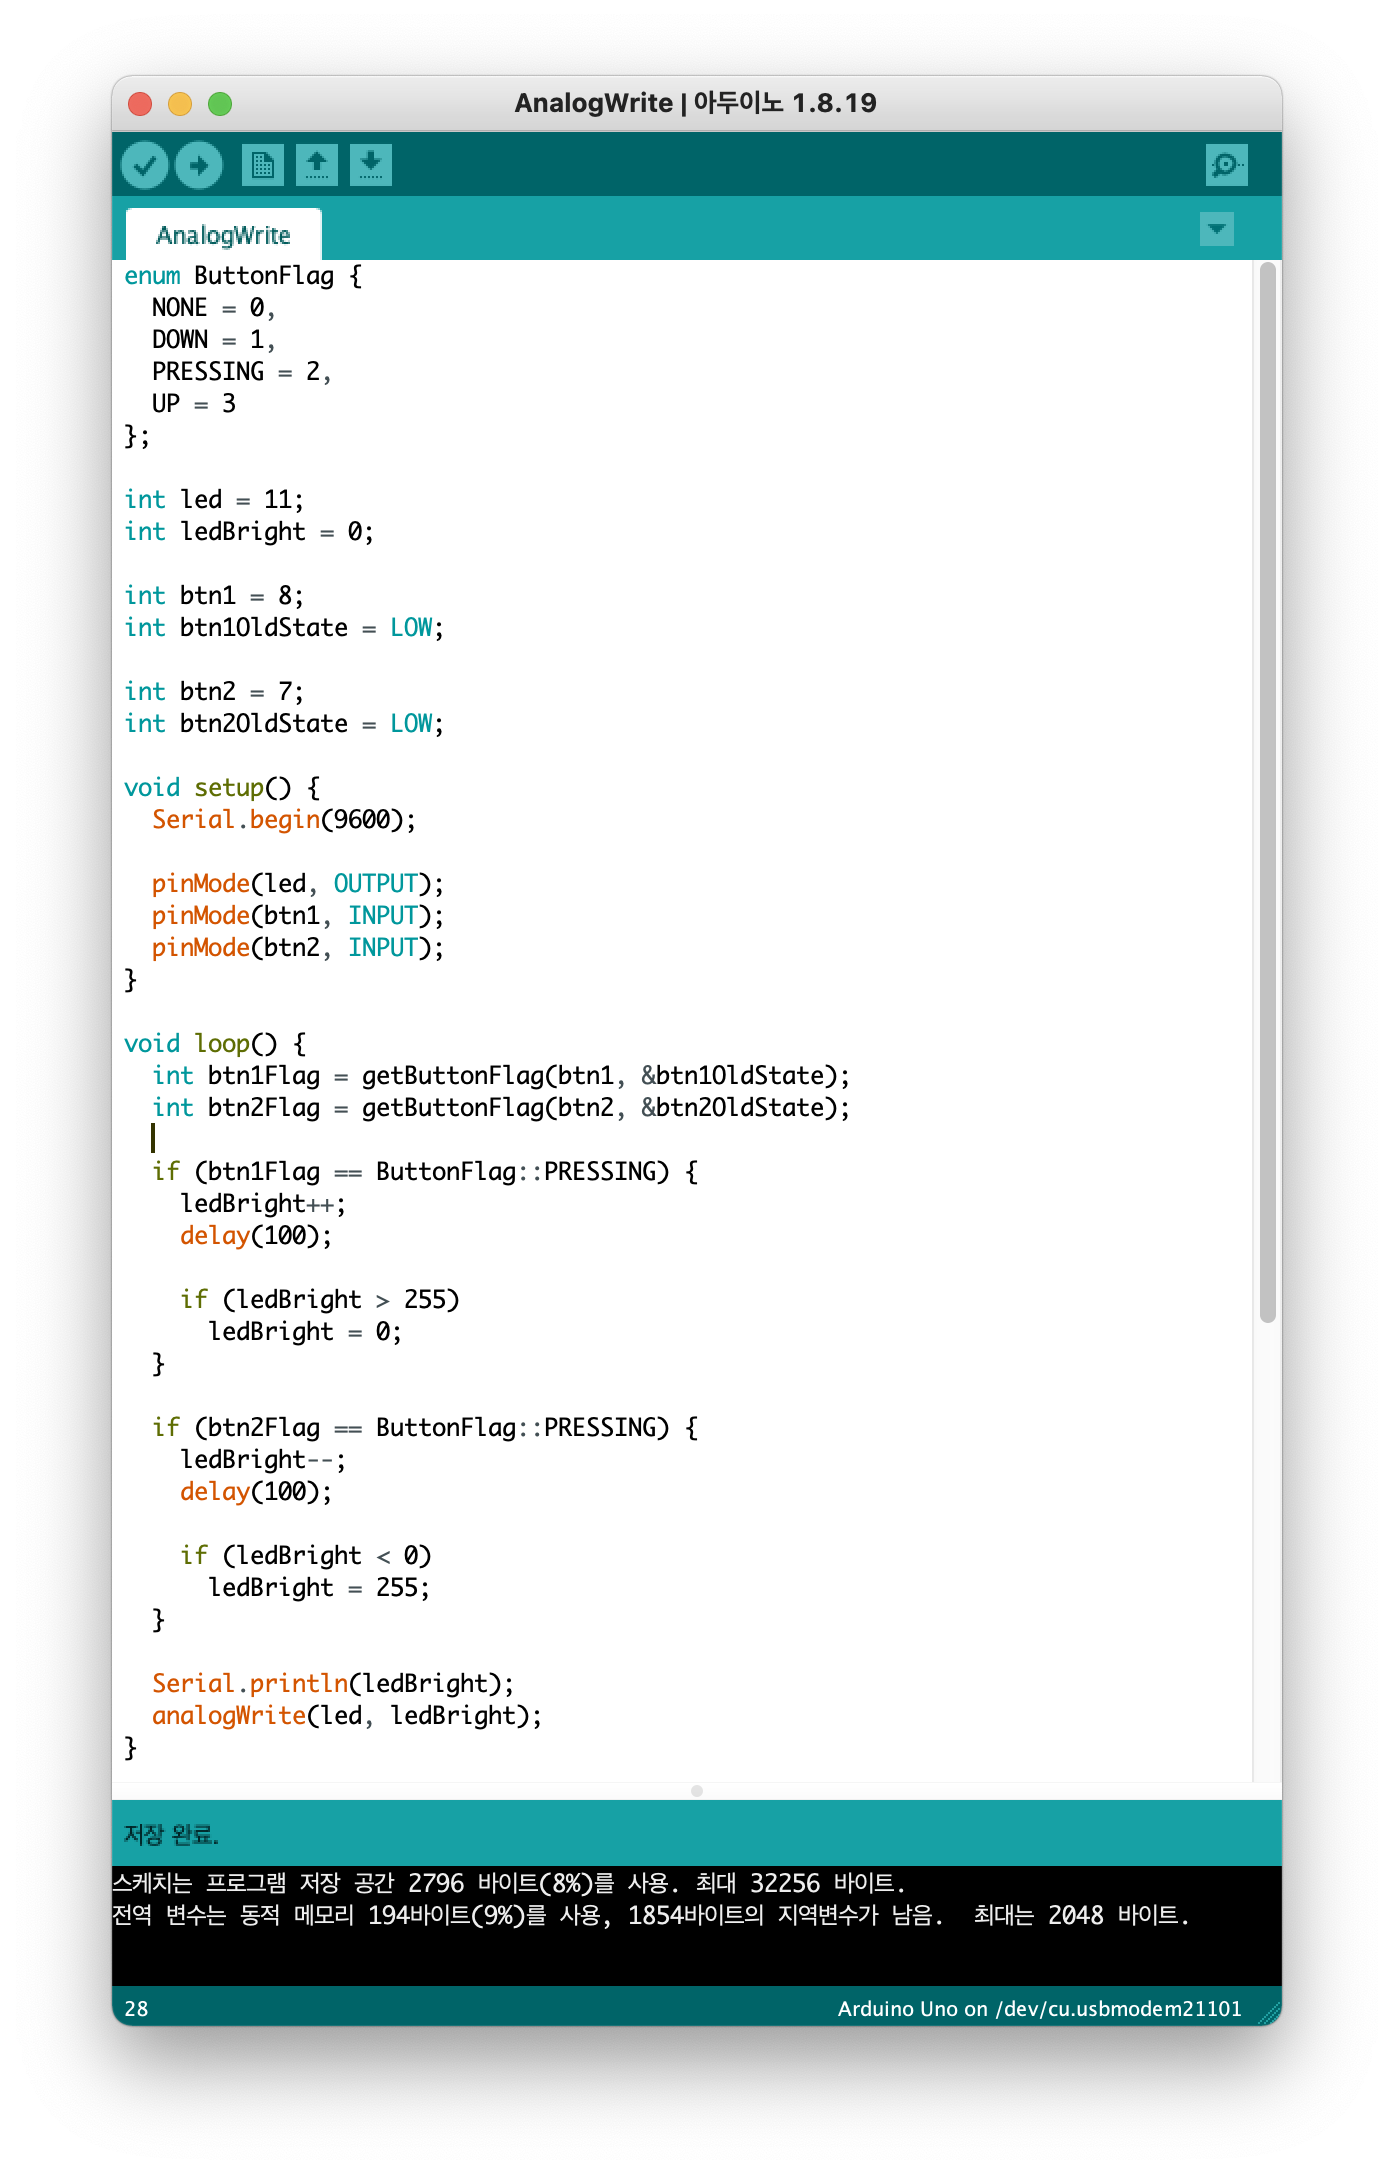 AnalogWrite | 아두이노 1.8.19
AnalogWrite
enum ButtonFlag {
  NONE = 0,
  DOWN = 1,
  PRESSING = 2,
  UP = 3
};

int led = 11;
int ledBright = 0;

int btn1 = 8;
int btn1OldState = LOW;

int btn2 = 7;
int btn2OldState = LOW;

void setup() {
  Serial.begin(9600);

  pinMode(led, OUTPUT);
  pinMode(btn1, INPUT);
  pinMode(btn2, INPUT);
}

void loop() {
  int btn1Flag = getButtonFlag(btn1, &btn1OldState);
  int btn2Flag = getButtonFlag(btn2, &btn2OldState);

  if (btn1Flag == ButtonFlag::PRESSING) {
    ledBright++;
    delay(100);

    if (ledBright > 255)
      ledBright = 0;
  }

  if (btn2Flag == ButtonFlag::PRESSING) {
    ledBright--;
    delay(100);

    if (ledBright < 0)
      ledBright = 255;
  }

  Serial.println(ledBright);
  analogWrite(led, ledBright);
}
저장 완료.
스케치는 프로그램 저장 공간 2796 바이트(8%)를 사용. 최대 32256 바이트.
전역 변수는 동적 메모리 194바이트(9%)를 사용, 1854바이트의 지역변수가 남음.  최대는 2048 바이트.
28
Arduino Uno on /dev/cu.usbmodem21101